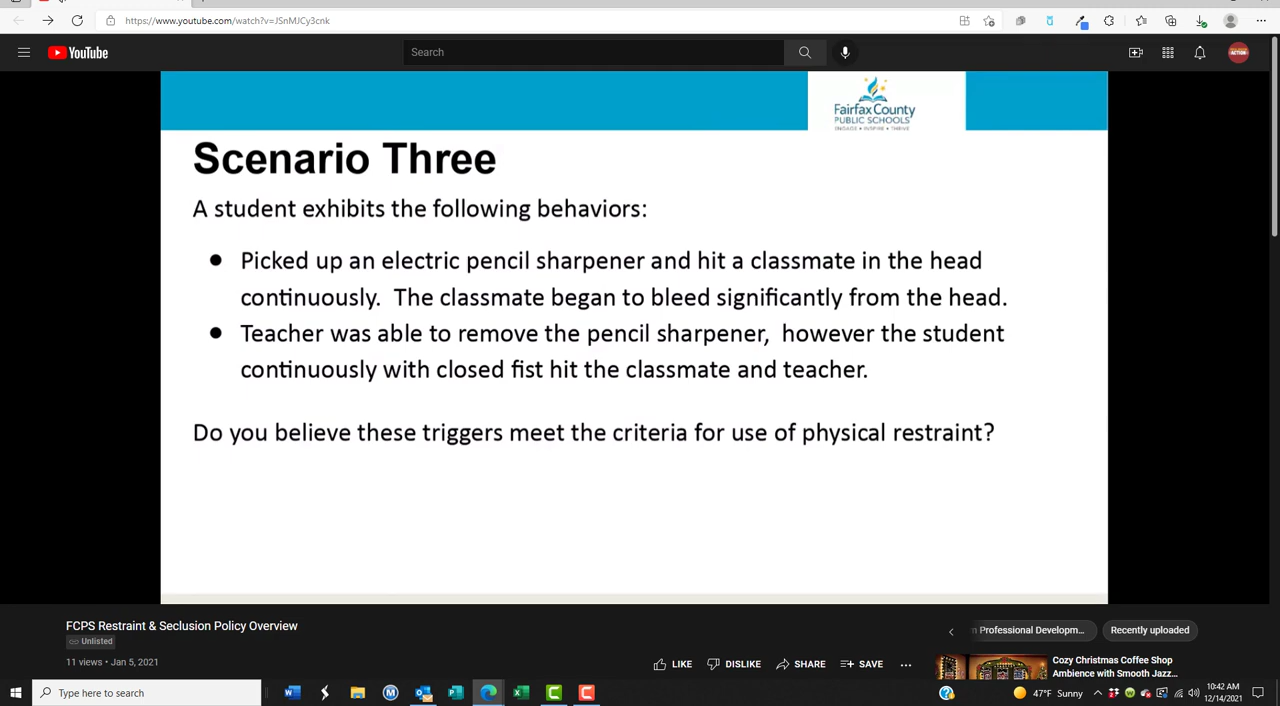 https://www.youtube.com/watch?v=JSnMJCy3cnk
YouTube
Search
Fairfax County
PUBLIC SCHOOLS
ENGAGE • INSPIRE • THRIVE
Scenario Three
A student exhibits the following behaviors:
● Picked up an electric pencil sharpener and hit a classmate in the head
continuously. The classmate began to bleed significantly from the head.
● Teacher was able to remove the pencil sharpener, however the student
continuously with closed fist hit the classmate and teacher.
Do you believe these triggers meet the criteria for use of physical restraint?
FCPS Restraint & Seclusion Policy Overview
Unlisted
11 views • Jan 5, 2021
LIKE
DISLIKE
SHARE
SAVE
n Professional Developm...
Recently uploaded
Cozy Christmas Coffee Shop
Ambience with Smooth Jazz...
Type here to search
47°F Sunny
10:42 AM
12/14/2021